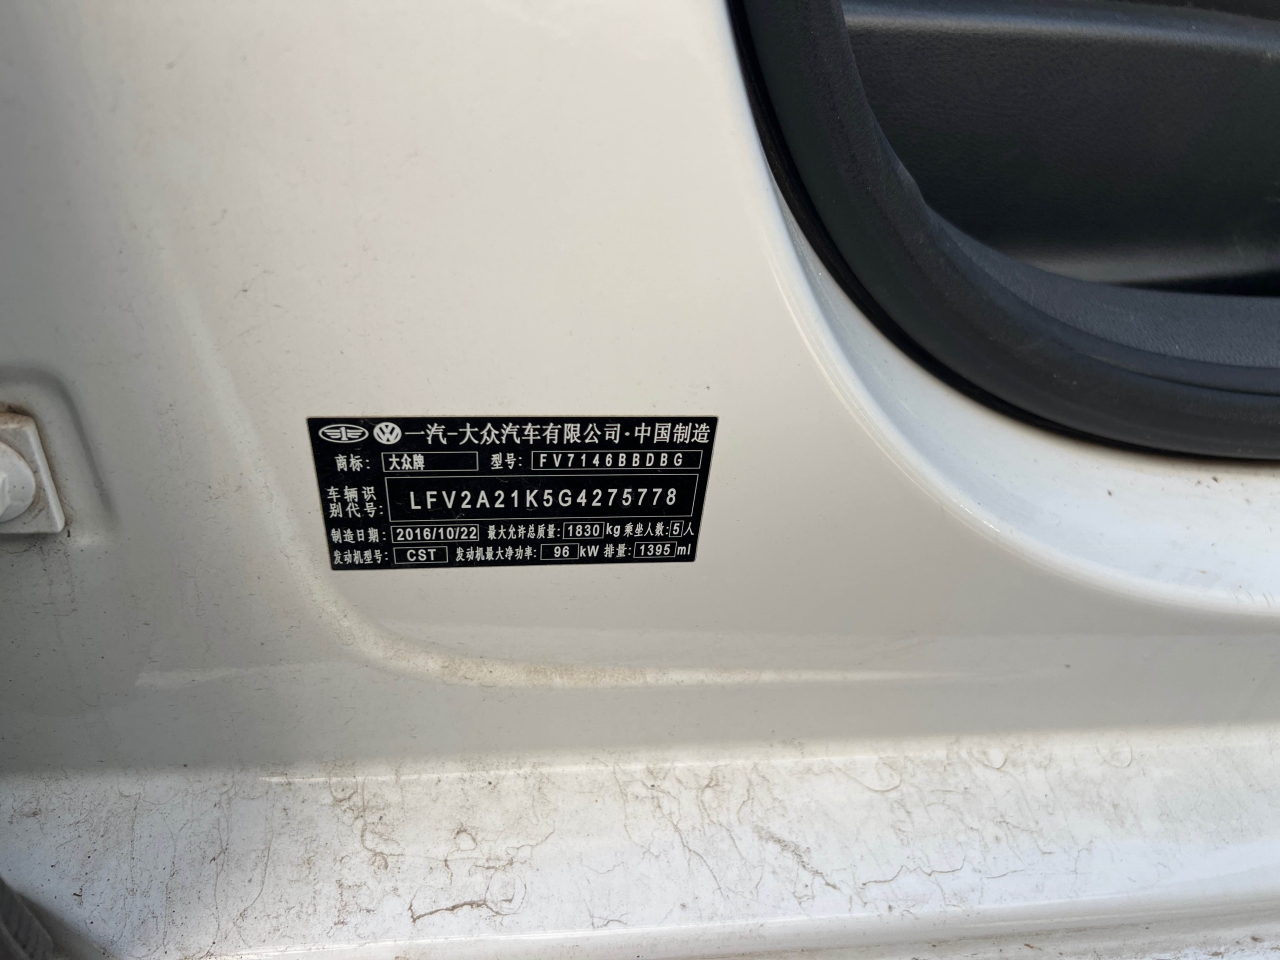 一汽-大众汽车有限公司·中国制造
商标: 大众牌 型号: FV7146BBDBG
车辆识别代号: LFV2A21K5G4275778
制造日期: 2016/10/22 最大允许总质量: 1830 kg 乘坐人数: 5 人
发动机型号: CST 发动机最大净功率: 96 kW 排量: 1395 ml